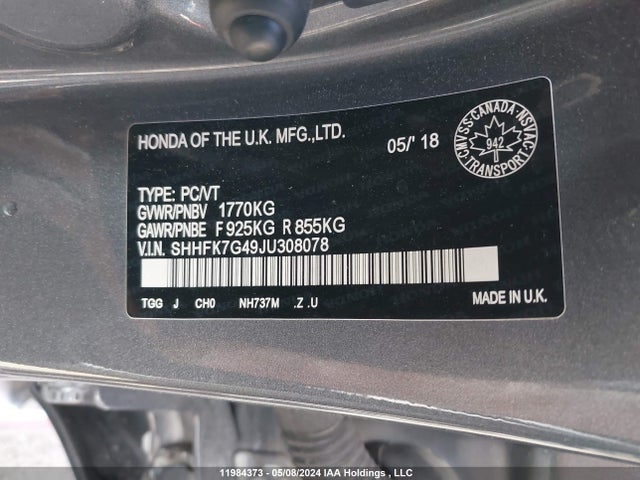 HONDA OF THE U.K. MFG.,LTD.
05/' 18
CANADA
CMVSS NSVAC
942
TRANSPORT
TYPE: PC/VT
GVWR/PNBV 1770KG
GAWR/PNBE F 925KG R 855KG
V.I.N. SHHFK7G49JU308078
TGG J CH0 NH737M .Z .U
MADE IN U.K.
11984373 - 05/08/2024 IAA Holdings , LLC